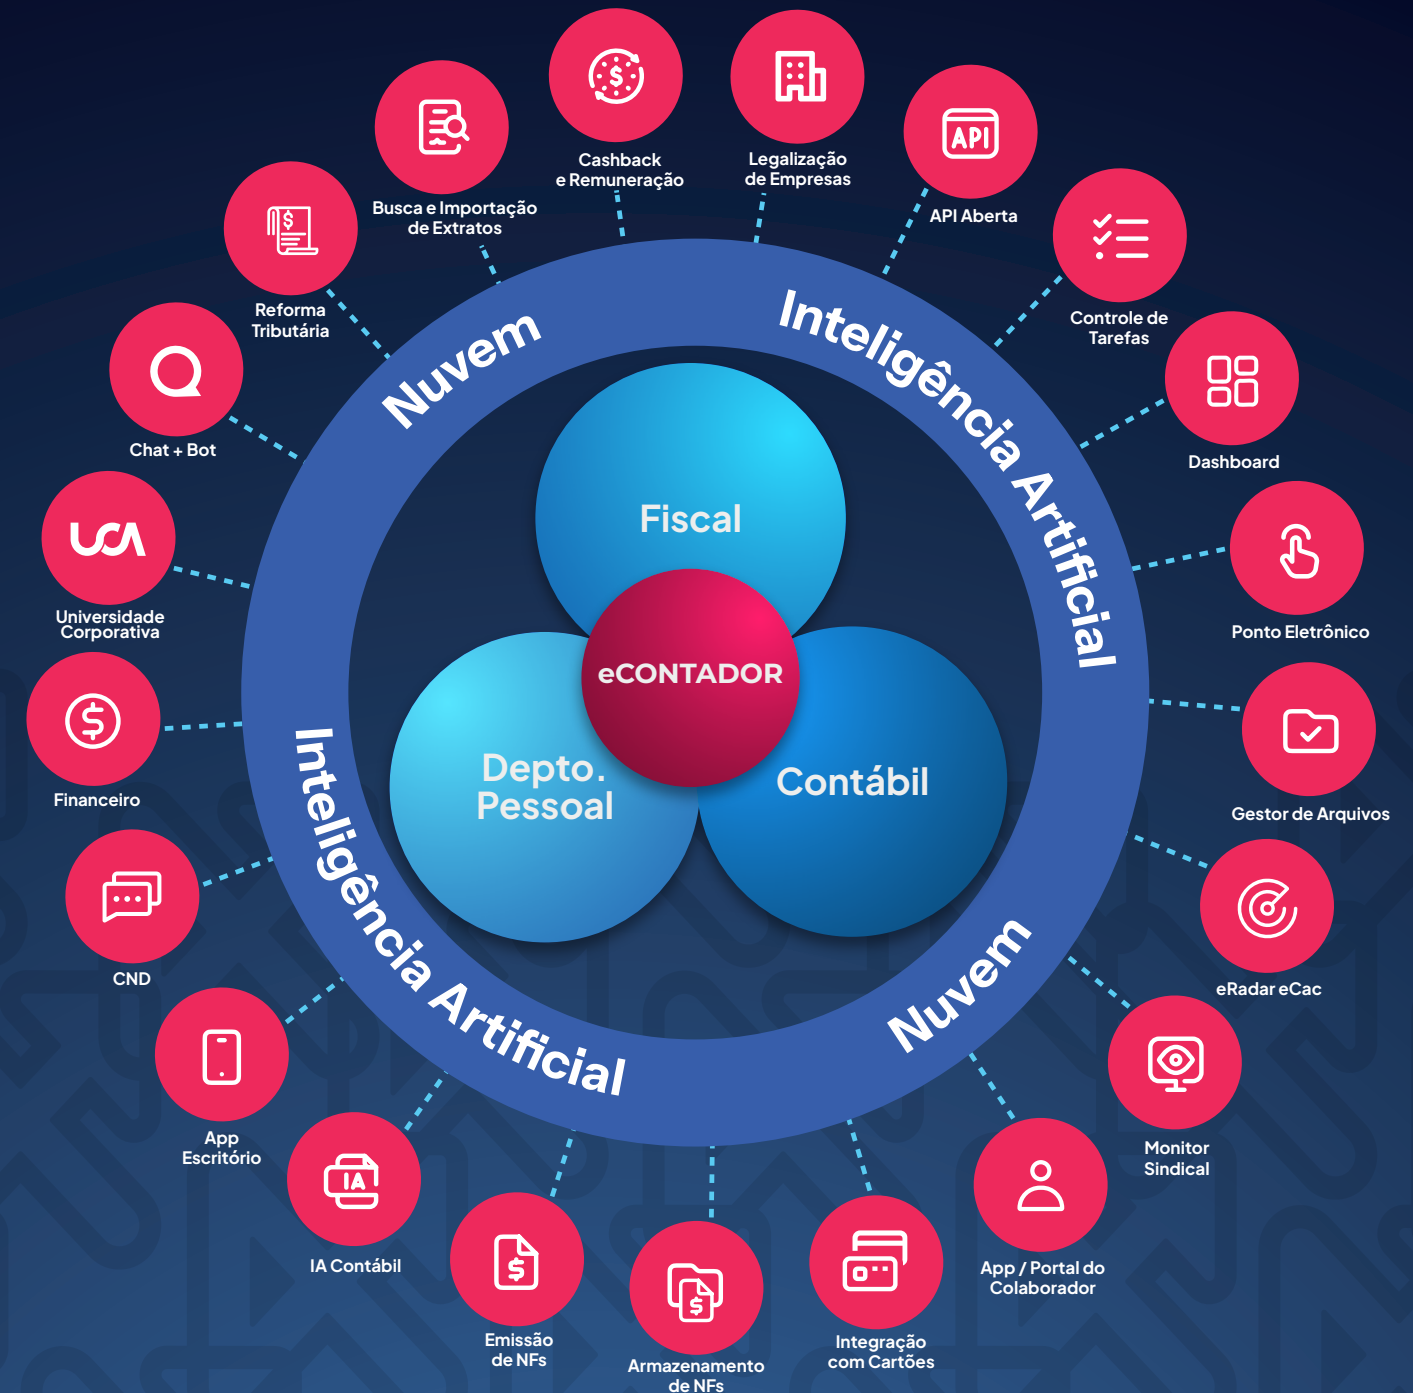 Cashback
e Remuneração
Legalização
de Empresas
API
API Aberta
Controle de
Tarefas
Dashboard
Ponto Eletrônico
Gestor de Arquivos
eRadar eCac
Monitor
Sindical
App / Portal do
Colaborador
Integração
com Cartões
Armazenamento
de NFs
Emissão
de NFs
IA
IA Contábil
App
Escritório
CND
Financeiro
UCA
Universidade
Corporativa
Chat + Bot
Reforma
Tributária
Busca e Importação
de Extratos
Nuvem
Inteligência Artificial
Nuvem
Inteligência Artificial
Fiscal
eCONTADOR
Depto.
Pessoal
Contábil